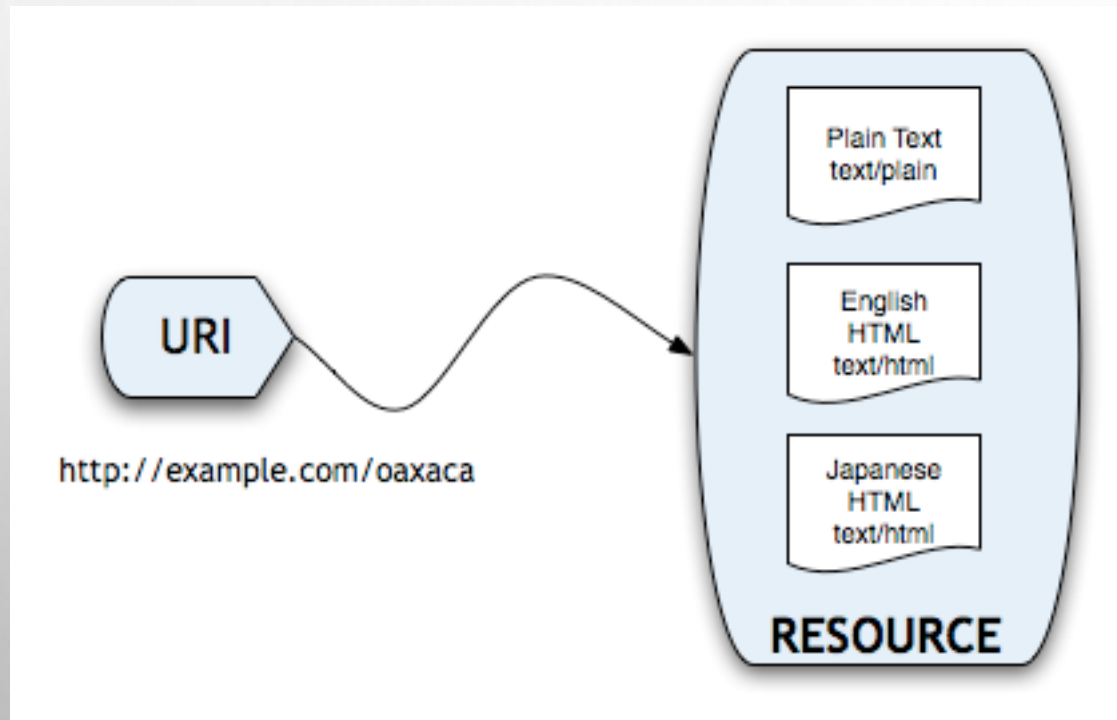 URI
http://example.com/oaxaca
Plain Text
text/plain
English
HTML
text/html
Japanese
HTML
text/html
RESOURCE